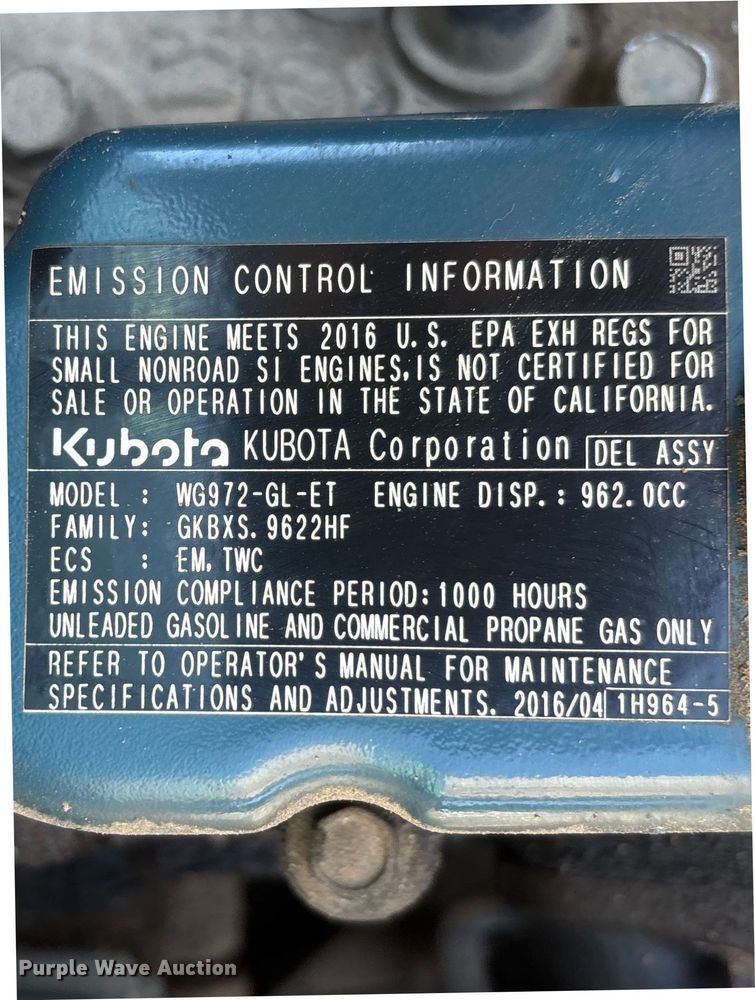 EMISSION CONTROL INFORMATION
THIS ENGINE MEETS 2016 U.S. EPA EXH REGS FOR
SMALL NONROAD SI ENGINES,IS NOT CERTIFIED FOR
SALE OR OPERATION IN THE STATE OF CALIFORNIA.
Kubota KUBOTA Corporation DEL ASSY
MODEL : WG972-GL-ET ENGINE DISP.: 962.0CC
FAMILY: GKBXS.9622HF
ECS : EM,TWC
EMISSION COMPLIANCE PERIOD:1000 HOURS
UNLEADED GASOLINE AND COMMERCIAL PROPANE GAS ONLY
REFER TO OPERATOR'S MANUAL FOR MAINTENANCE
SPECIFICATIONS AND ADJUSTMENTS. 2016/04 1H964-5
Purple Wave Auction